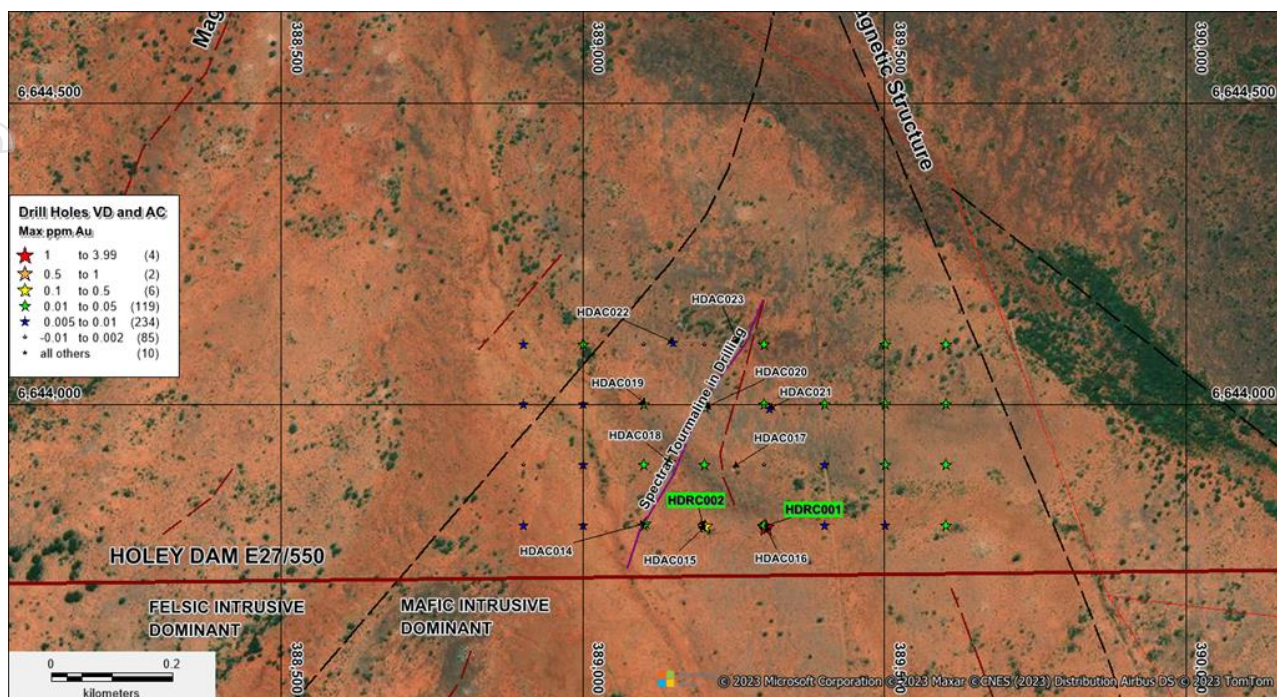 Mag
388,500
389,000
389,500
390,000
agnetic Structure
6,644,500
6,644,500
Drill Holes VD and AC
Max ppm Au
1 to 3.99 (4)
0.5 to 1 (2)
0.1 to 0.5 (6)
0.01 to 0.05 (119)
0.005 to 0.01 (234)
-0.01 to 0.002 (85)
all others (10)
HDAC023
HDAC022
Spectral Tourmaline in Drilling
HDAC020
HDAC019
HDAC021
6,644,000
6,644,000
HDAC018
HDAC017
HDRC002
HDRC001
HDAC014
HDAC015
HDAC016
HOLEY DAM E27/550
FELSIC INTRUSIVE
DOMINANT
MAFIC INTRUSIVE
DOMINANT
388,500
389,000
389,500
0 0.2
kilometers
© 2023 Microsoft Corporation © 2023 Maxar ©CNES (2023) Distribution Airbus DS © 2023 TomTom